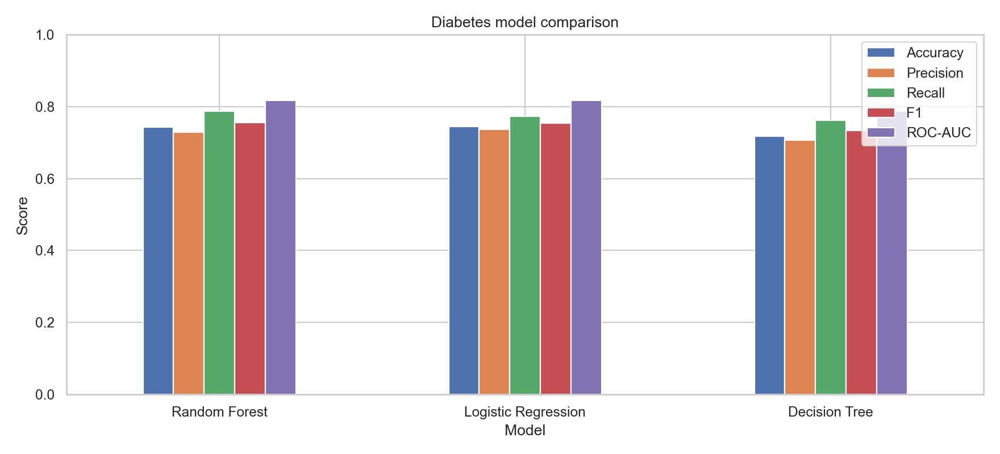 Diabetes model comparison
1.0
0.8
0.6
0.4
0.2
0.0
Score
Accuracy
Precision
Recall
F1
ROC-AUC
Random Forest
Logistic Regression
Decision Tree
Model